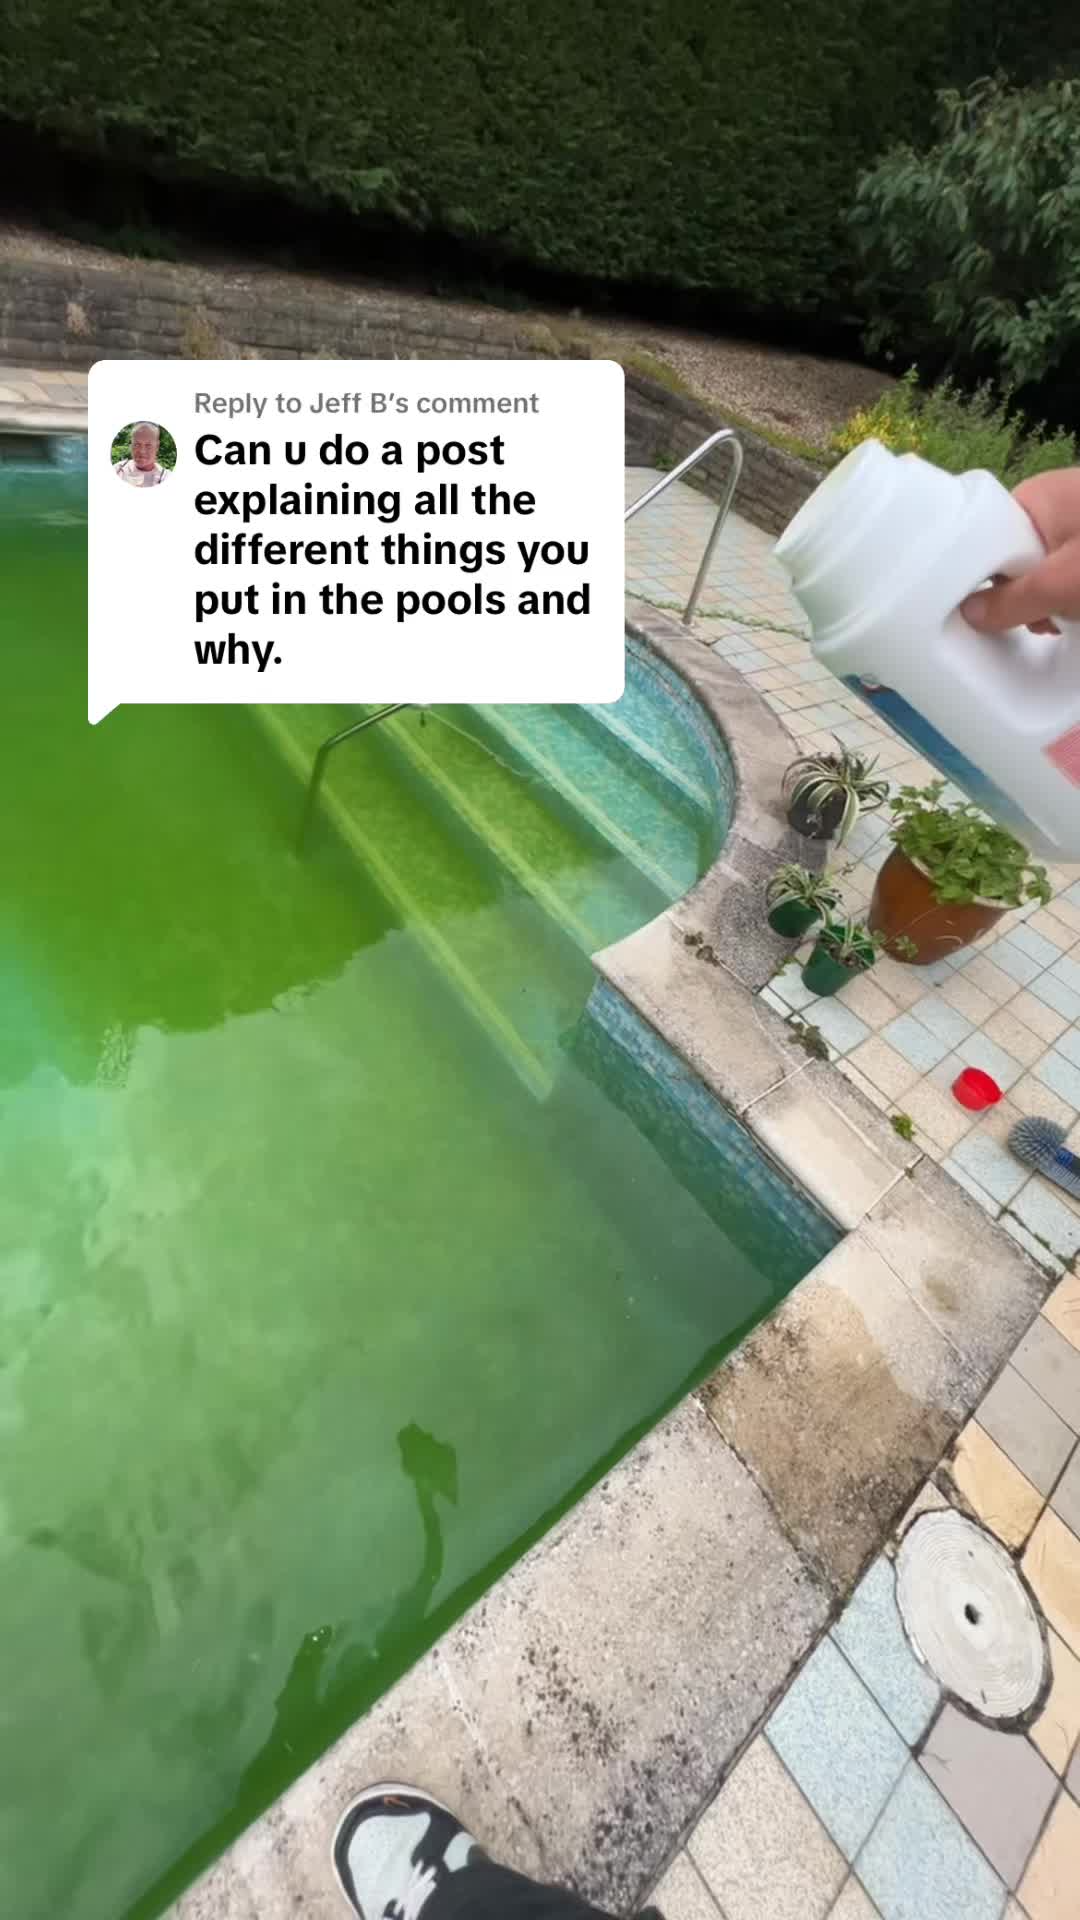 Reply to Jeff B's comment
Can u do a post
explaining all the
different things you
put in the pools and
why.